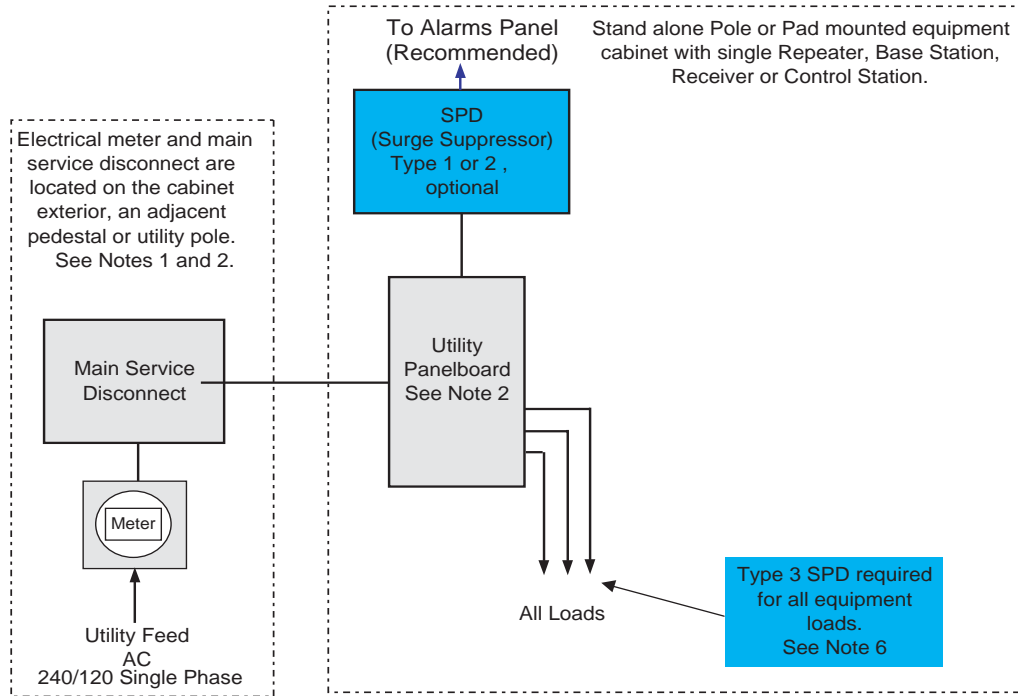 To Alarms Panel
(Recommended)
Stand alone Pole or Pad mounted equipment
cabinet with single Repeater, Base Station,
Receiver or Control Station.
SPD
(Surge Suppressor)
Type 1 or 2 ,
optional
Electrical meter and main
service disconnect are
located on the cabinet
exterior, an adjacent
pedestal or utility pole.
See Notes 1 and 2.
Main Service
Disconnect
Utility
Panelboard
See Note 2
Meter
Utility Feed
AC
240/120 Single Phase
All Loads
Type 3 SPD required
for all equipment
loads.
See Note 6